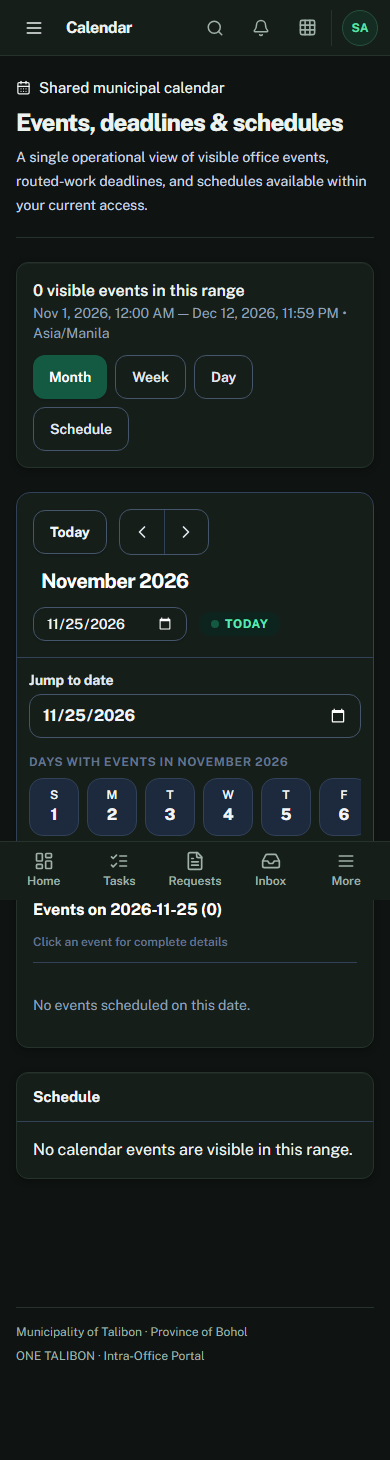 Calendar
SA
Shared municipal calendar
Events, deadlines & schedules
A single operational view of visible office events,
routed-work deadlines, and schedules available within
your current access.
0 visible events in this range
Nov 1, 2026, 12:00 AM — Dec 12, 2026, 11:59 PM •
Asia/Manila
Month Week Day
Schedule
Today
November 2026
11/25/2026 TODAY
Jump to date
11/25/2026
DAYS WITH EVENTS IN NOVEMBER 2026
S M T W T F
1 2 3 4 5 6
Home Tasks Requests Inbox More
Events on 2026-11-25 (0)
Click an event for complete details
No events scheduled on this date.
Schedule
No calendar events are visible in this range.
Municipality of Talibon · Province of Bohol
ONE TALIBON · Intra-Office Portal